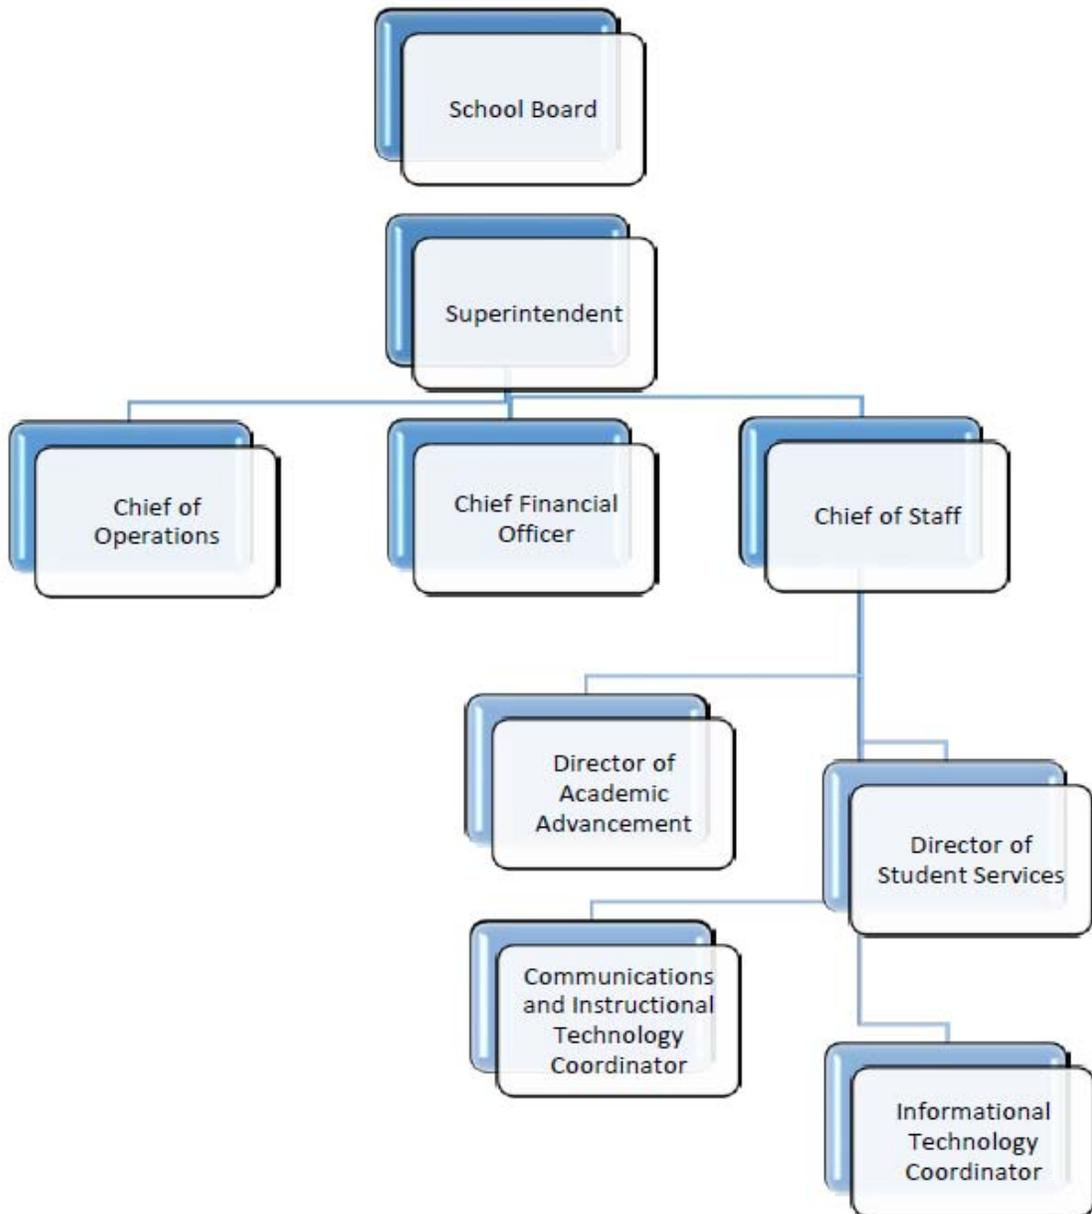 School Board
Superintendent
Chief of
Operations
Chief Financial
Officer
Chief of Staff
Director of
Academic
Advancement
Director of
Student Services
Communications
and Instructional
Technology
Coordinator
Informational
Technology
Coordinator